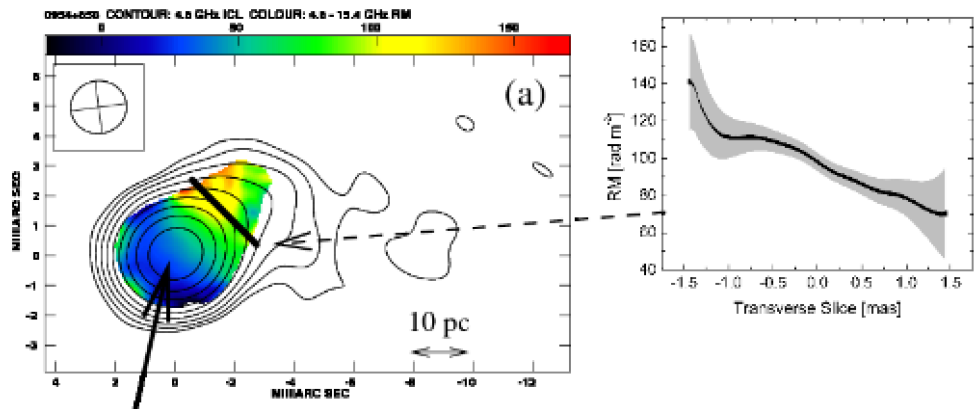 0954+658 CONTOUR: 4.6 GHz ICL COLOUR: 4.6 - 15.4 GHz RM
0 50 100 150
(a)
MILLIARC SEC
6
5
4
3
2
1
0
-1
-2
-3
10 pc
4 2 0 -2 -4 -6 -8 -10 -12
MILLIARC SEC
RM [rad m⁻²]
160
140
120
100
80
60
40
-1.5 -1.0 -0.5 0.0 0.5 1.0 1.5
Transverse Slice [mas]